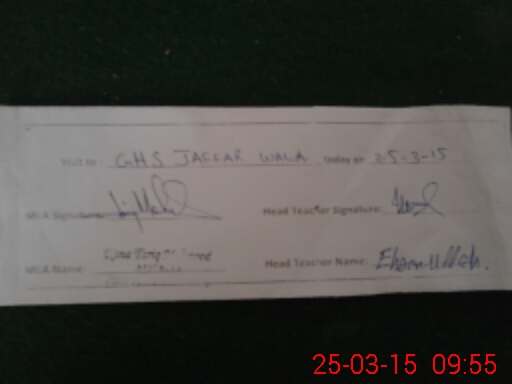 Visit to: GHS JAFFAR WALA today on 25-3-15
MEA Signature: Head Teacher Signature:
MEA Name: Head Teacher Name: Ehsan Ullah.
25-03-15 09:55